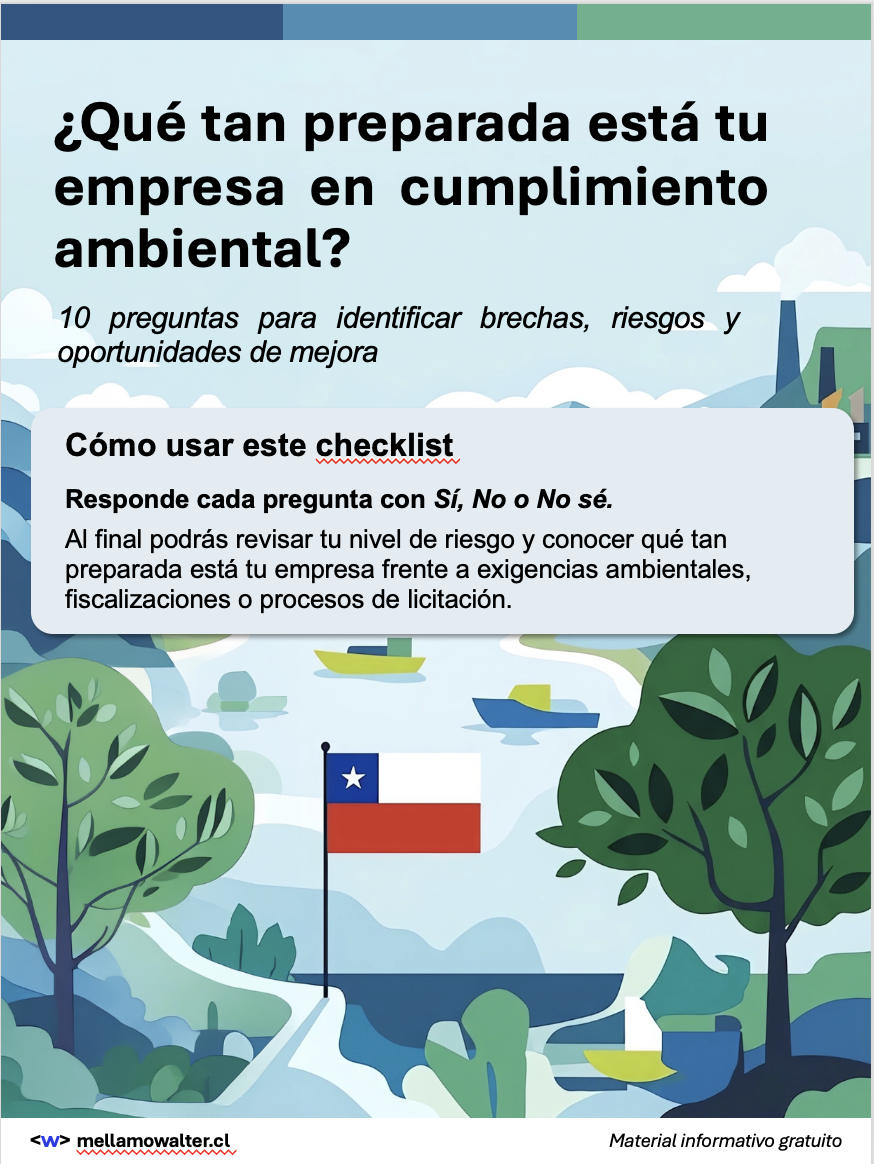 ¿Qué tan preparada está tu
empresa en cumplimiento
ambiental?
10 preguntas para identificar brechas, riesgos y
oportunidades de mejora
Cómo usar este checklist
Responde cada pregunta con Sí, No o No sé.
Al final podrás revisar tu nivel de riesgo y conocer qué tan
preparada está tu empresa frente a exigencias ambientales,
fiscalizaciones o procesos de licitación.
<w> mellamowalter.cl
Material informativo gratuito